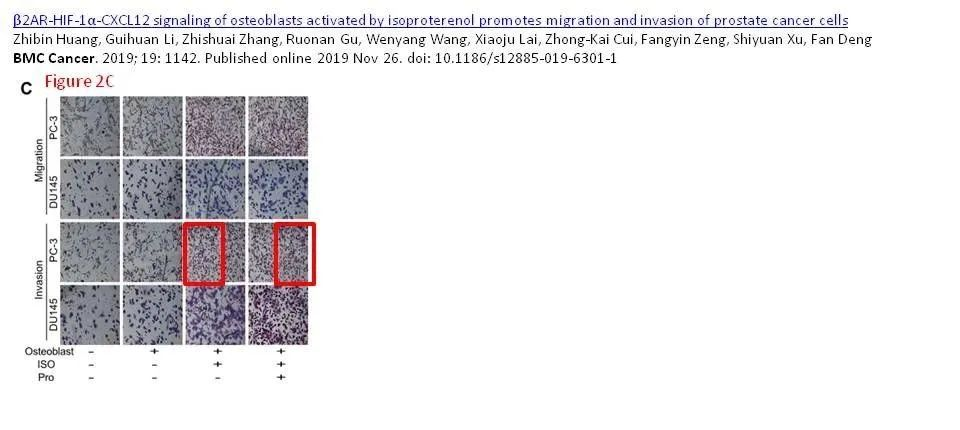 β2AR-HIF-1α-CXCL12 signaling of osteoblasts activated by isoproterenol promotes migration and invasion of prostate cancer cells
Zhibin Huang, Guihuan Li, Zhishuai Zhang, Ruonan Gu, Wenyang Wang, Xiaoju Lai, Zhong-Kai Cui, Fangyin Zeng, Shiyuan Xu, Fan Deng
BMC Cancer. 2019; 19: 1142. Published online 2019 Nov 26. doi: 10.1186/s12885-019-6301-1
C Figure 2C
Migration
PC-3
DU145
Invasion
PC-3
DU145
Osteoblast - + + +
ISO - - + +
Pro - - - +